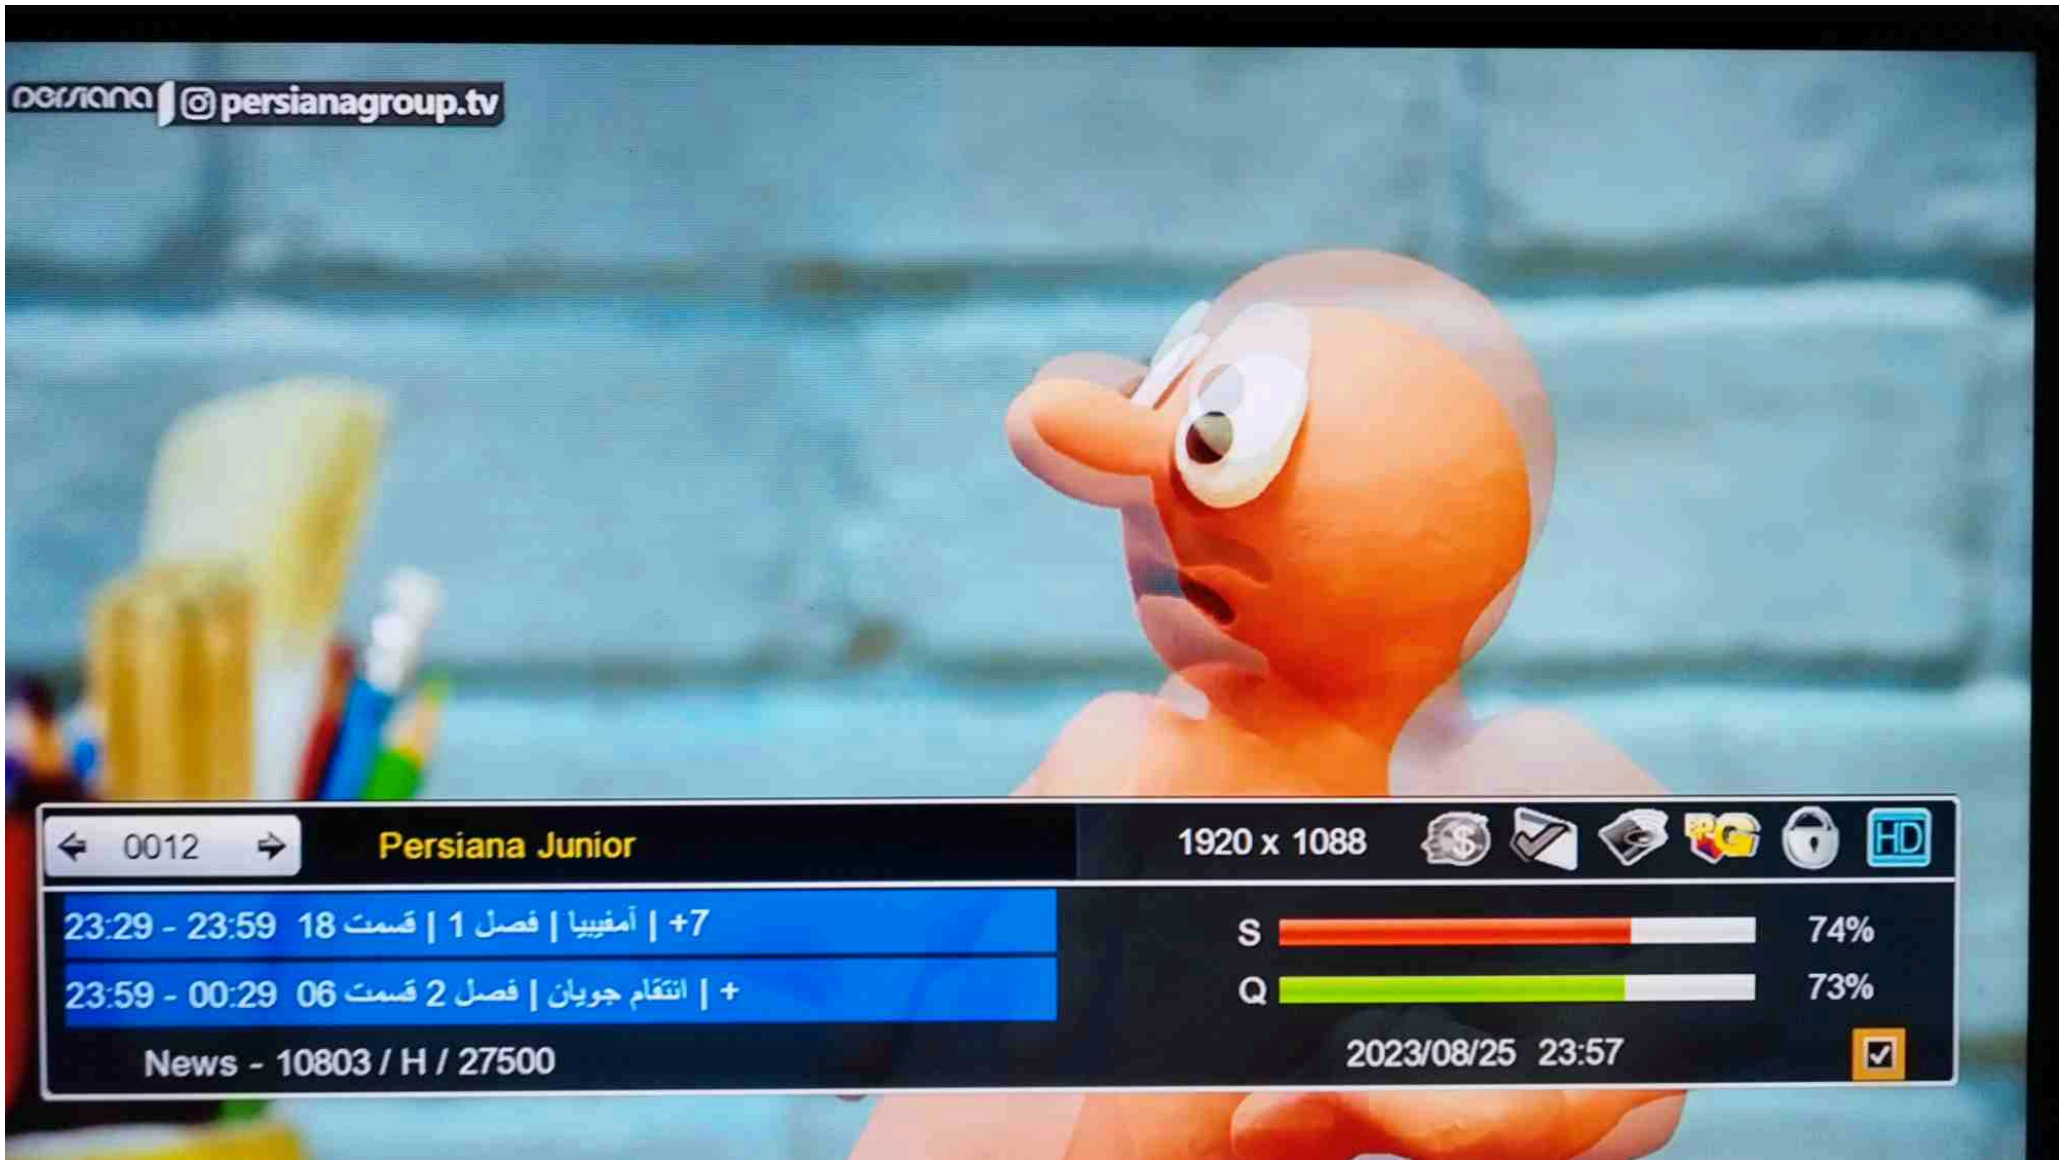 persiana persianagroup.tv
0012 Persiana Junior 1920 x 1088 HD
23:29 - 23:59 قسمت 18 | فصل 1 | آمفیبیا | +7
S 74%
23:59 - 00:29 قسمت 06 فصل 2 | انتقام جویان | +
Q 73%
News - 10803 / H / 27500 2023/08/25 23:57